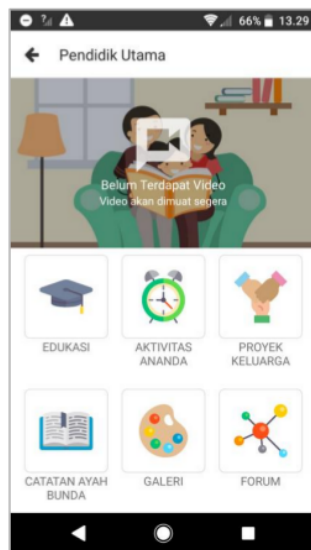 66% 13.29
Pendidik Utama
Belum Terdapat Video
Video akan dimuat segera
EDUKASI
AKTIVITAS
ANANDA
PROYEK
KELUARGA
CATATAN AYAH
BUNDA
GALERI
FORUM